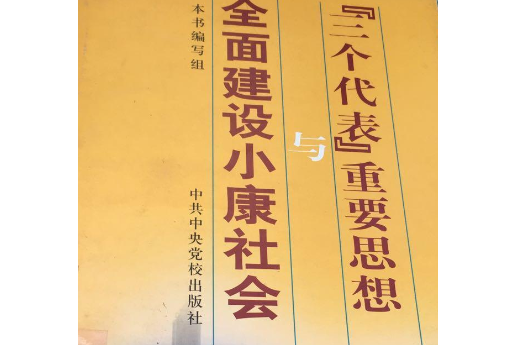 『三个代表』重要思想
与
全面建设小康社会
本书编写组
中共中央党校出版社